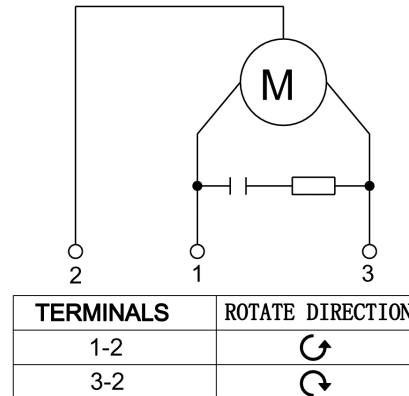 M
2 1 3
TERMINALS ROTATE DIRECTION
1-2
3-2